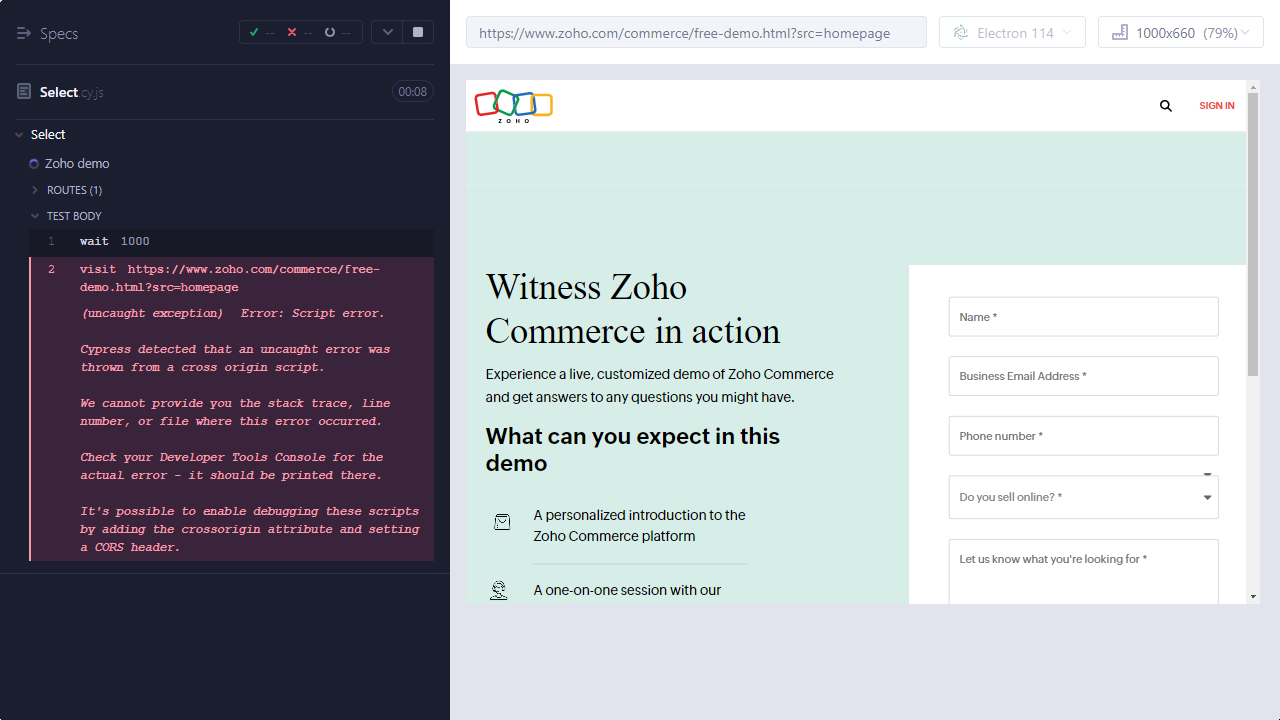 Specs
-- -- --
Select.cy.js
00:08
Select
Zoho demo
ROUTES (1)
TEST BODY
1 wait 1000
2 visit https://www.zoho.com/commerce/free-
demo.html?src=homepage
(uncaught exception) Error: Script error.
Cypress detected that an uncaught error was
thrown from a cross origin script.
We cannot provide you the stack trace, line
number, or file where this error occurred.
Check your Developer Tools Console for the
actual error - it should be printed there.
It's possible to enable debugging these scripts
by adding the crossorigin attribute and setting
a CORS header.
https://www.zoho.com/commerce/free-demo.html?src=homepage
Electron 114
1000x660 (79%)
ZOHO
SIGN IN
Witness Zoho
Commerce in action
Experience a live, customized demo of Zoho Commerce
and get answers to any questions you might have.
What can you expect in this
demo
A personalized introduction to the
Zoho Commerce platform
A one-on-one session with our
Name *
Business Email Address *
Phone number *
Do you sell online? *
Let us know what you're looking for *